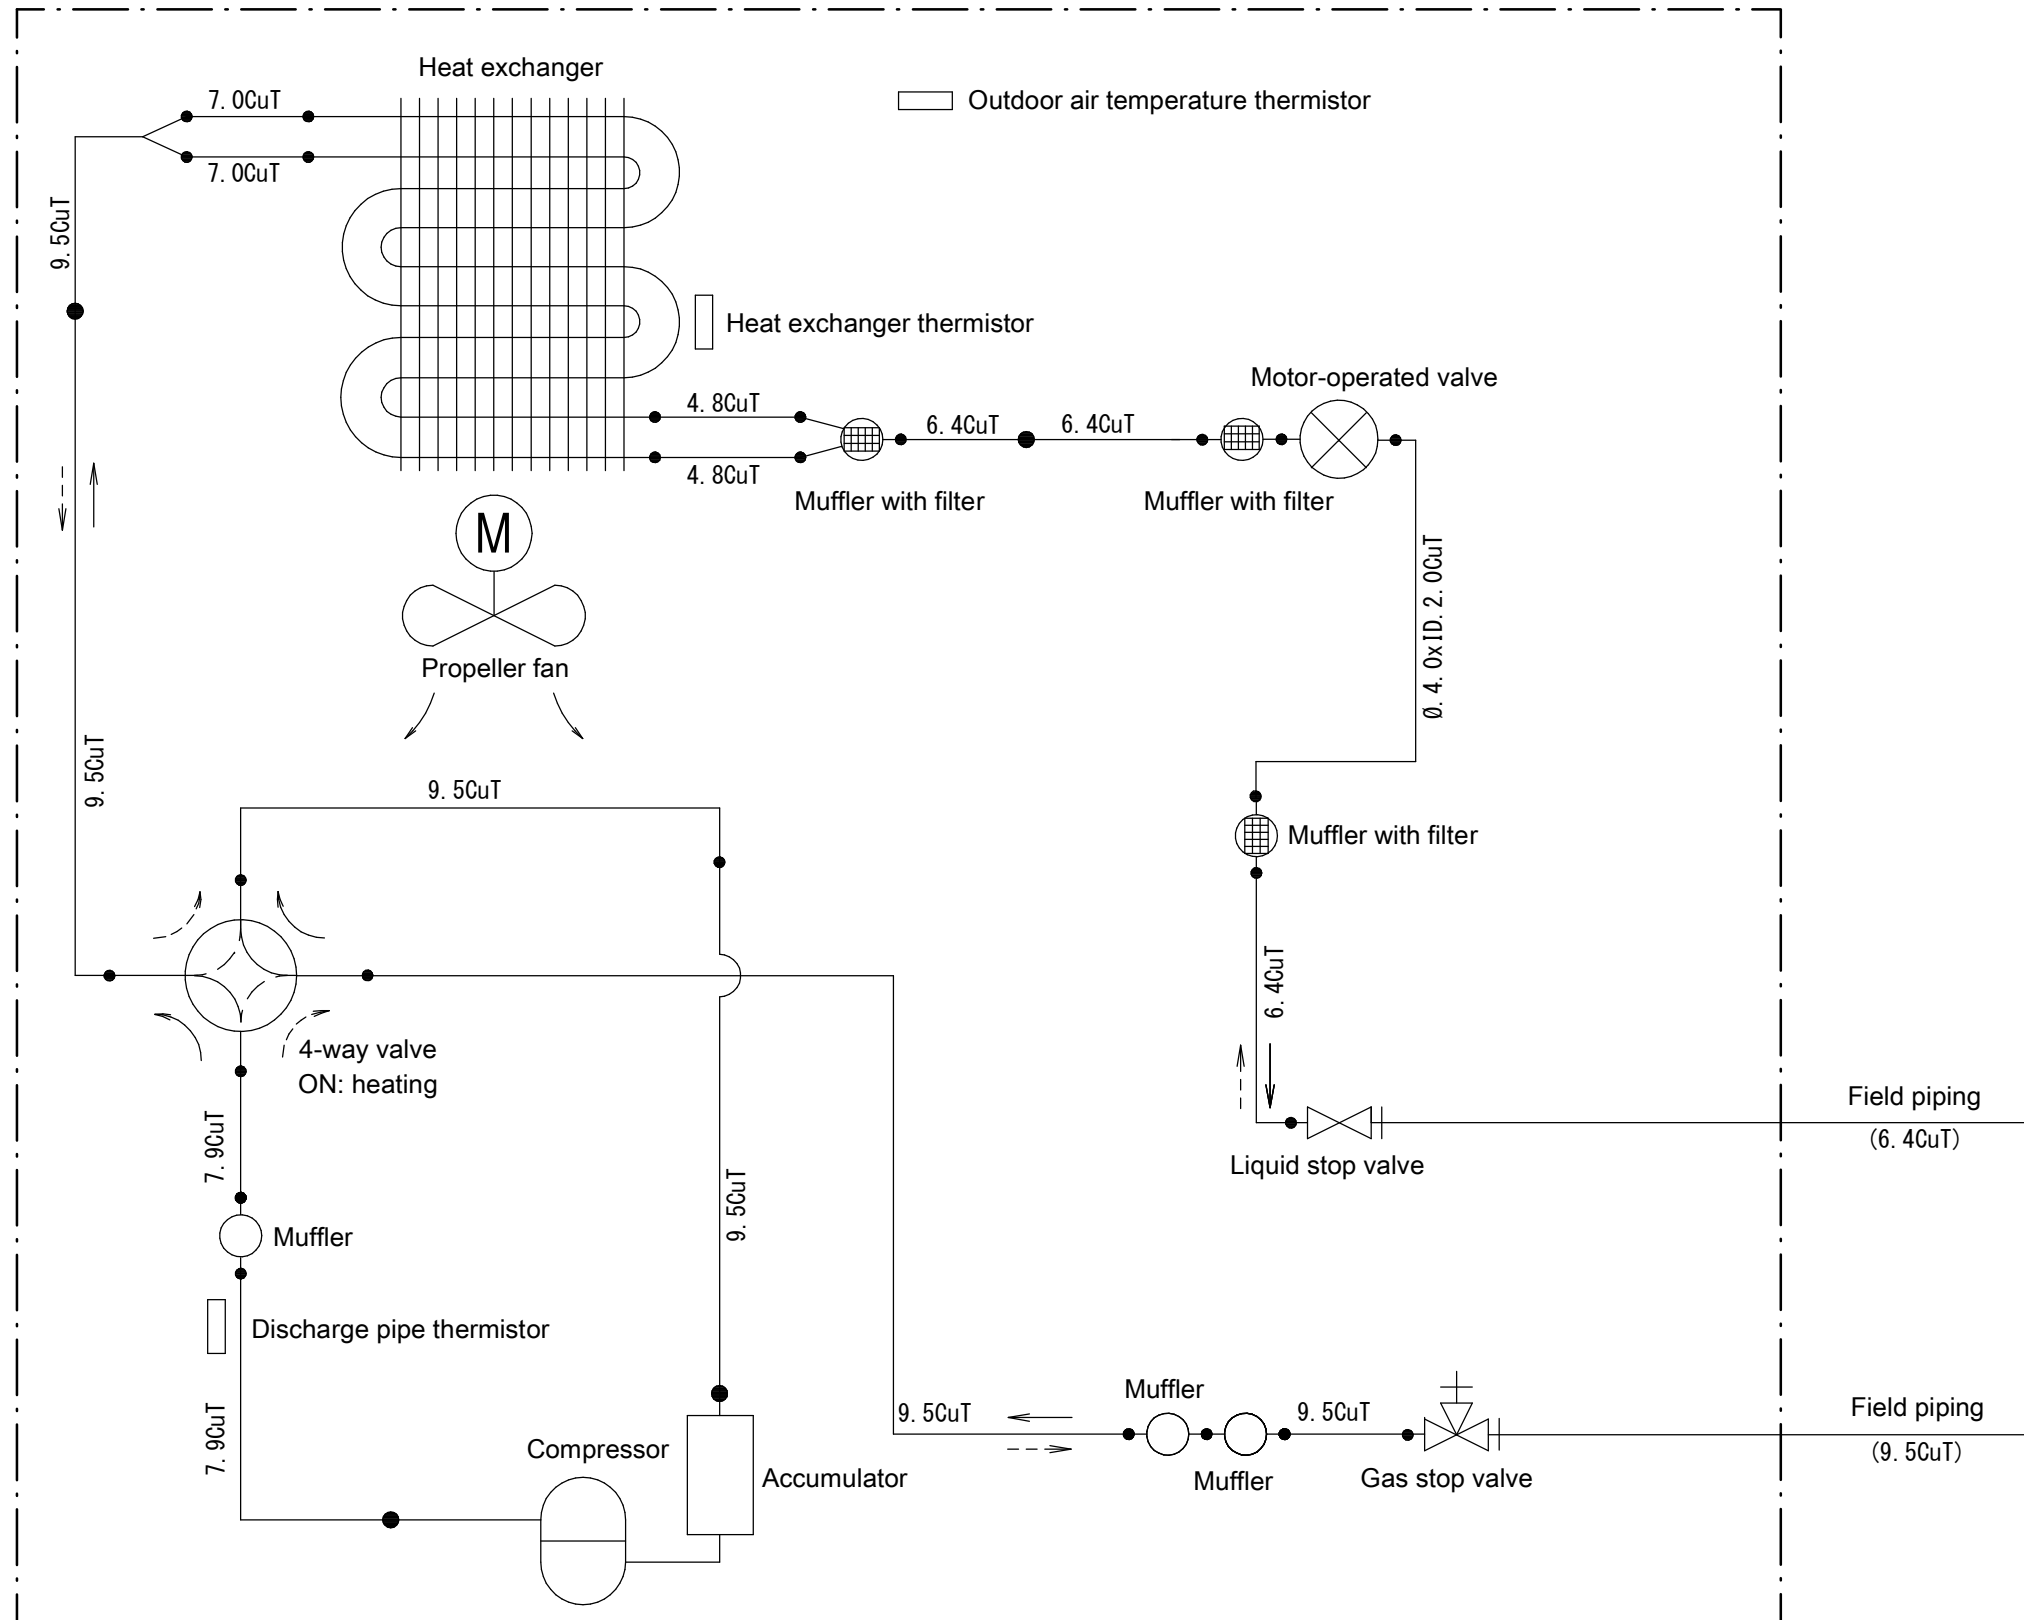 Heat exchanger
7.0CuT
Outdoor air temperature thermistor
7.0CuT
9.5CuT
Heat exchanger thermistor
Motor-operated valve
4.8CuT
6.4CuT
6.4CuT
4.8CuT
Muffler with filter
Muffler with filter
M
Ø.4.0xID.2.0CuT
Propeller fan
9.5CuT
9.5CuT
Muffler with filter
6.4CuT
4-way valve
ON: heating
Field piping
(6.4CuT)
7.9CuT
Liquid stop valve
9.5CuT
Muffler
Discharge pipe thermistor
7.9CuT
Muffler
9.5CuT
9.5CuT
Field piping
(9.5CuT)
Compressor
Accumulator
Muffler
Gas stop valve